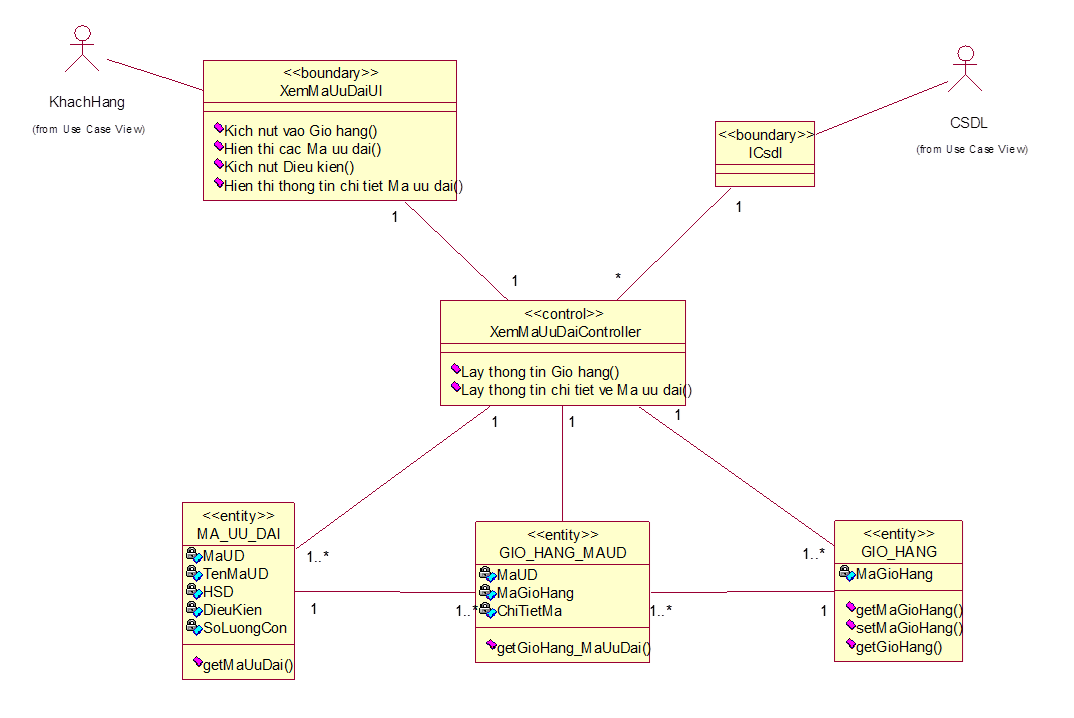 KhachHang
(from Use Case View)
<<boundary>>
XemMaUuDaiUI
Kich nut vao Gio hang()
Hien thi cac Ma uu dai()
Kich nut Dieu kien()
Hien thi thong tin chi tiet Ma uu dai()
CSDL
(from Use Case View)
<<boundary>>
ICsdl
1
1
1
*
<<control>>
XemMaUuDaiController
Lay thong tin Gio hang()
Lay thong tin chi tiet ve Ma uu dai()
1
1
1
<<entity>>
MA_UU_DAI
MaUD
TenMaUD
HSD
DieuKien
SoLuongCon
getMaUuDai()
1..*
1
1..*
<<entity>>
GIO_HANG_MAUD
MaUD
MaGioHang
ChiTietMa
getGioHang_MaUuDai()
1..*
1..*
1
<<entity>>
GIO_HANG
MaGioHang
getMaGioHang()
setMaGioHang()
getGioHang()